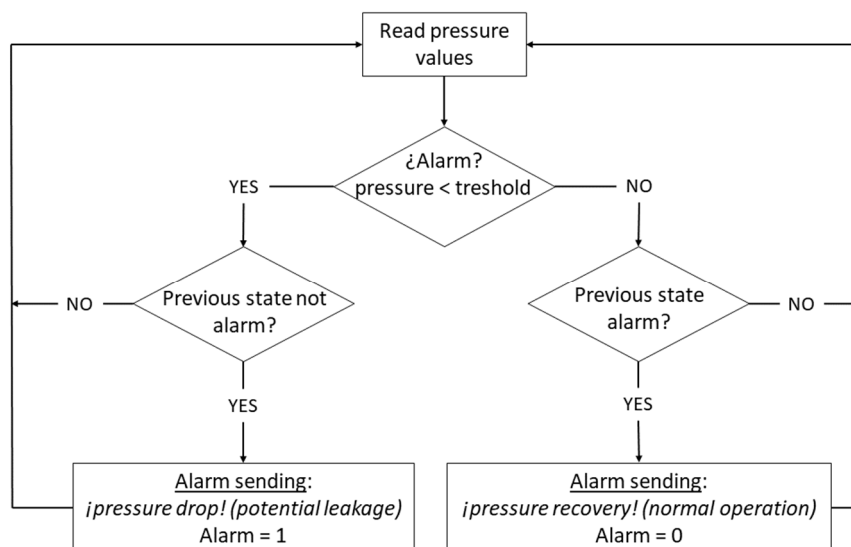 Read pressure
values
¿Alarm?
pressure < treshold
YES
NO
Previous state not
alarm?
NO
Previous state
alarm?
NO
YES
YES
Alarm sending:
¡pressure drop! (potential leakage)
Alarm = 1
Alarm sending:
¡pressure recovery! (normal operation)
Alarm = 0